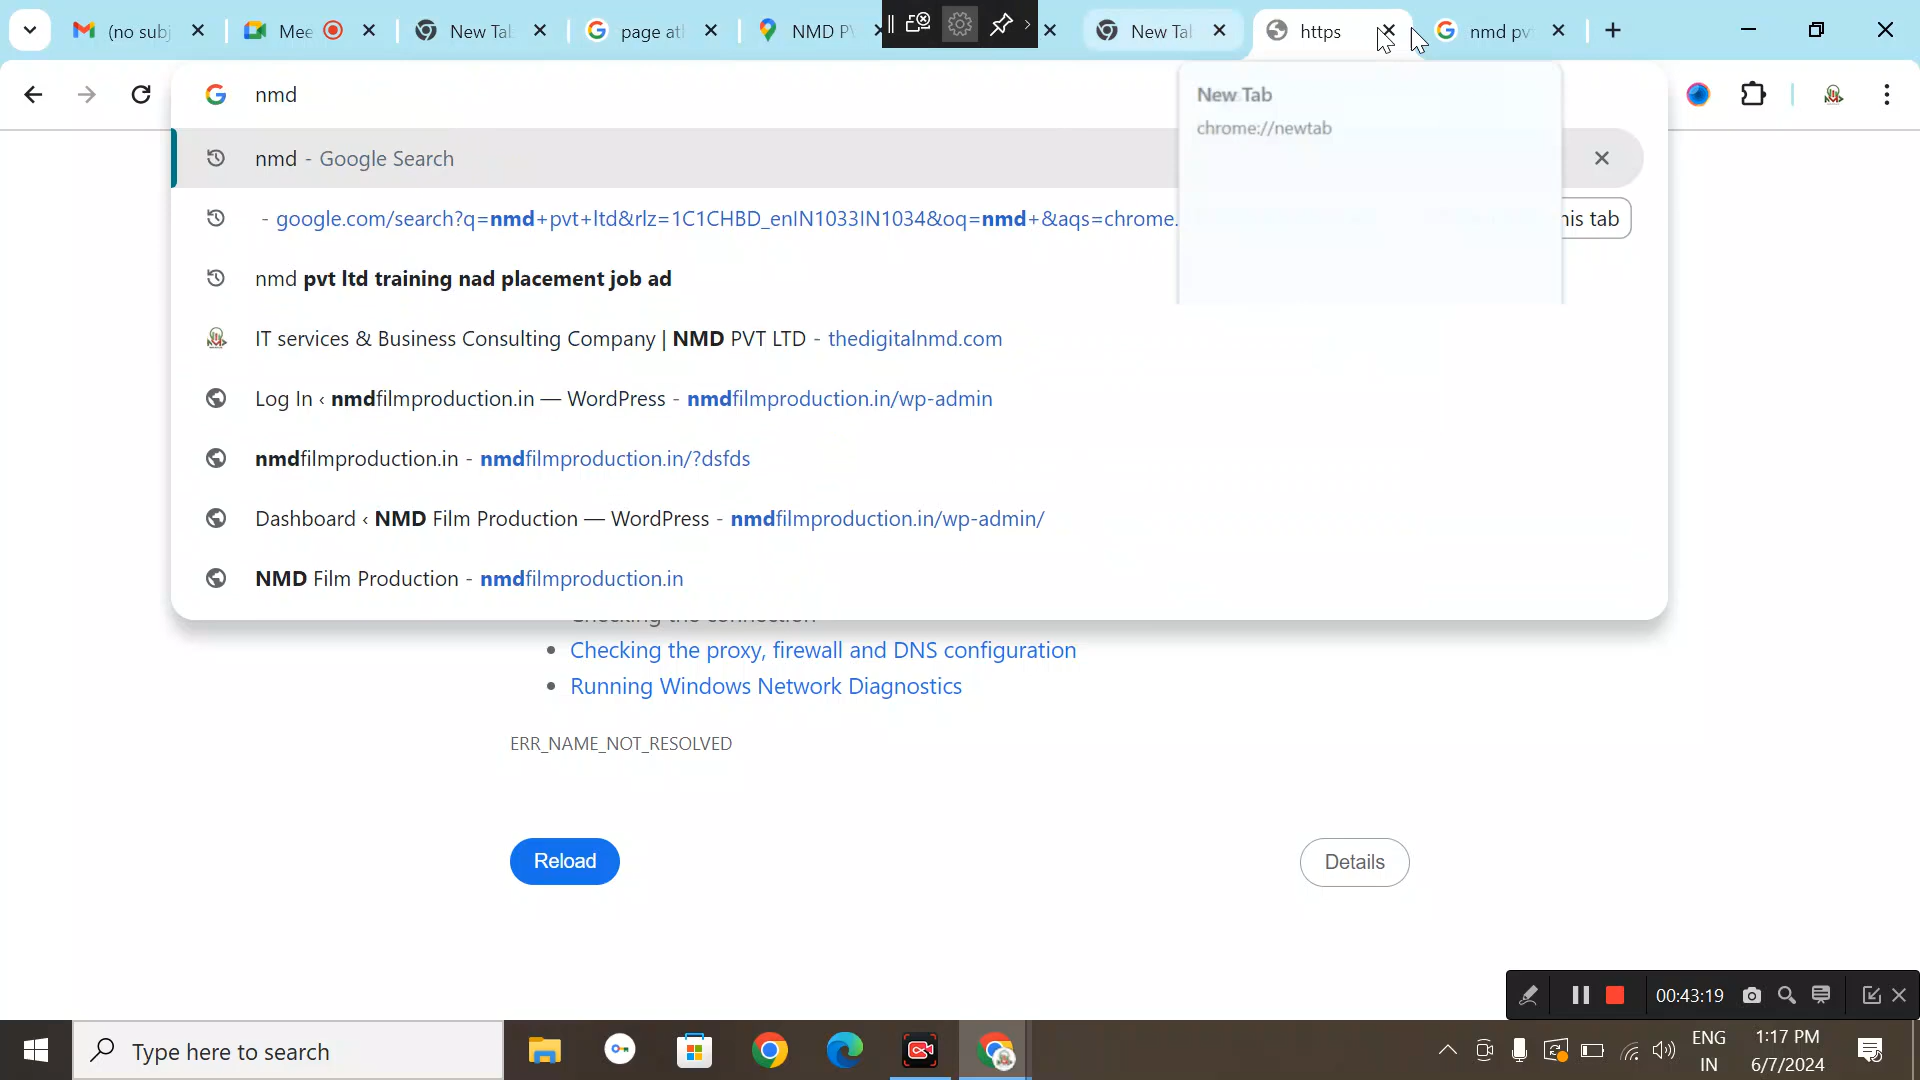 (no subj
Mee
New Ta
page at
NMD P
New Ta
https
nmd pv
nmd
New Tab
chrome://newtab
nmd - Google Search
- google.com/search?q=nmd+pvt+ltd&rlz=1C1CHBD_enIN1033IN1034&oq=nmd+&aqs=chrome.
his tab
nmd pvt ltd training nad placement job ad
IT services & Business Consulting Company | NMD PVT LTD - thedigitalnmd.com
Log In ‹ nmdfilmproduction.in — WordPress - nmdfilmproduction.in/wp-admin
nmdfilmproduction.in - nmdfilmproduction.in/?dsfds
Dashboard ‹ NMD Film Production — WordPress - nmdfilmproduction.in/wp-admin/
NMD Film Production - nmdfilmproduction.in
Checking the connection
Checking the proxy, firewall and DNS configuration
Running Windows Network Diagnostics
ERR_NAME_NOT_RESOLVED
Reload
Details
00:43:19
Type here to search
ENG
IN
1:17 PM
6/7/2024